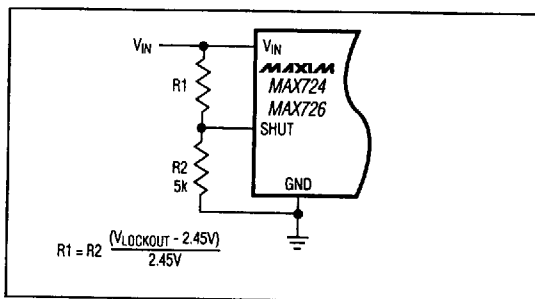 VIN
VIN
MAXIM
MAX724
MAX726
R1
SHUT
R2
5k
GND
R1 = R2 (VLOCKOUT - 2.45V)
2.45V